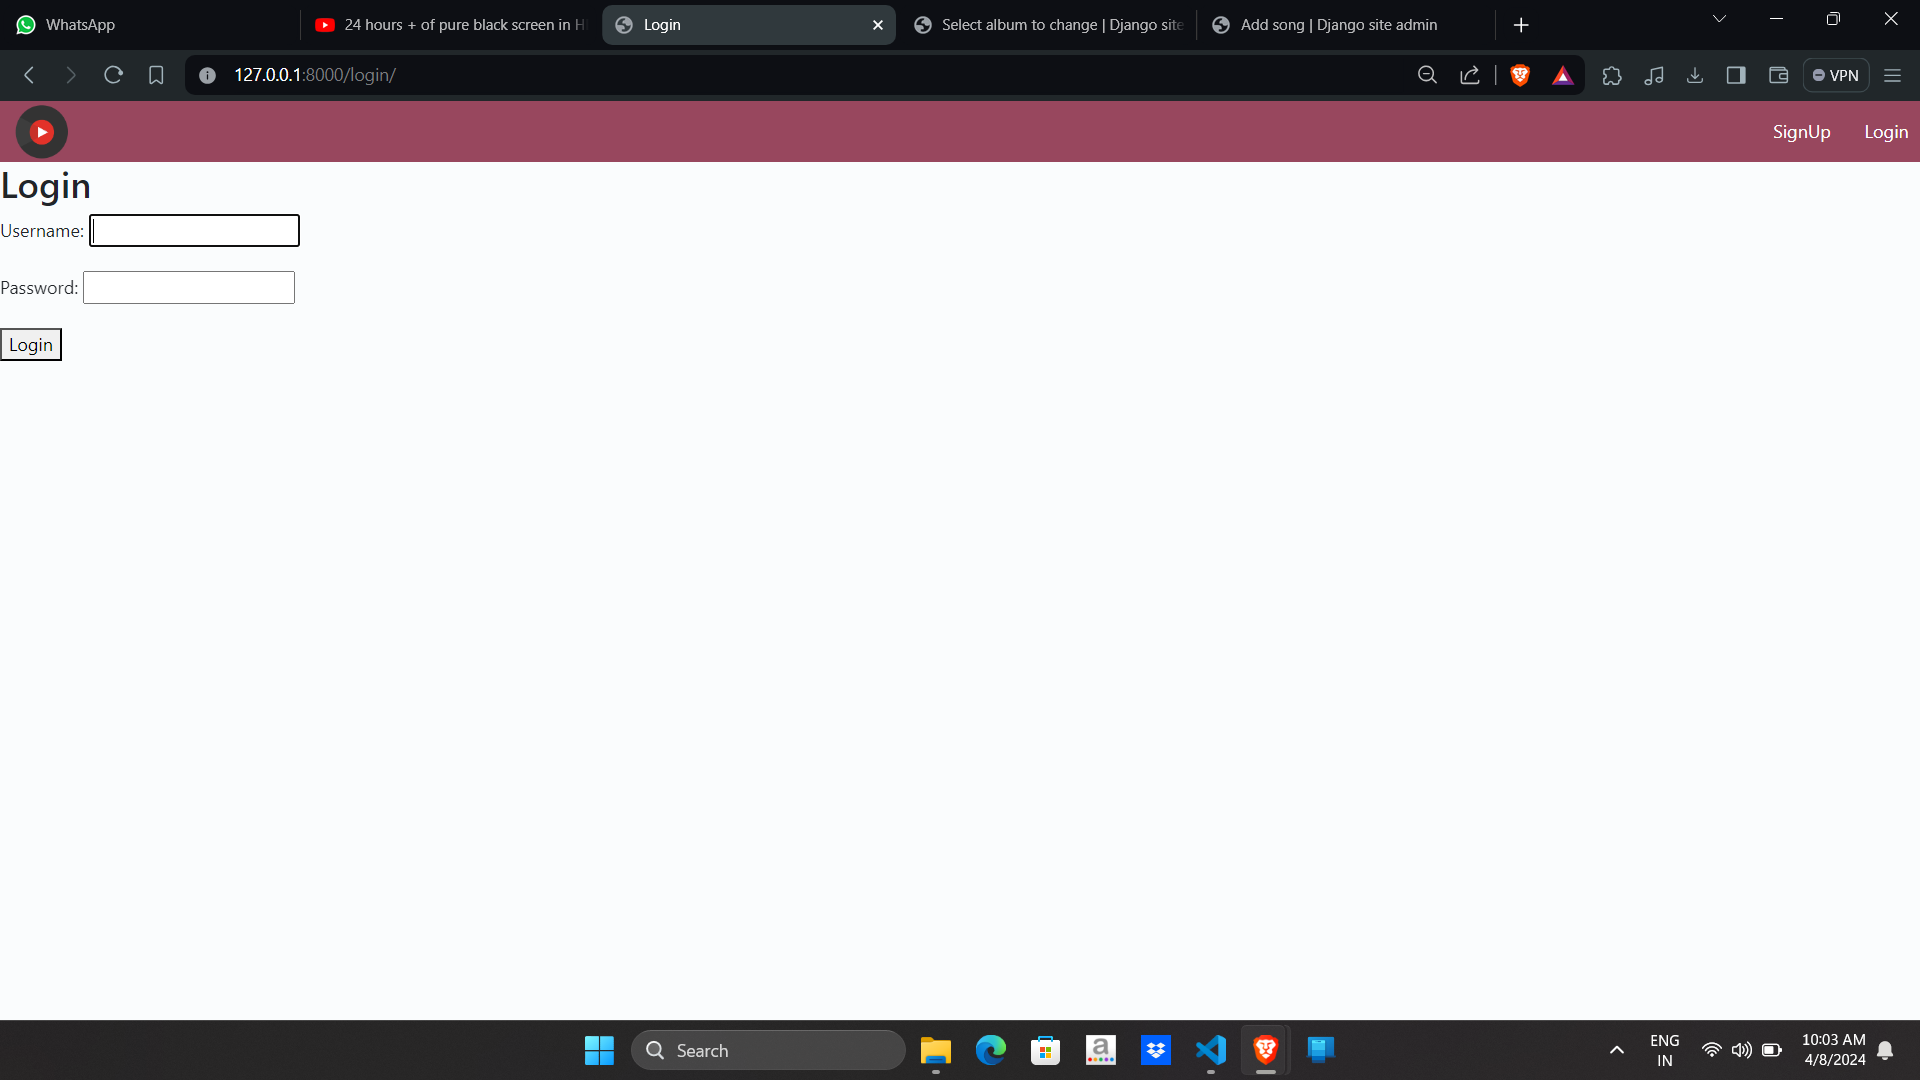 WhatsApp
24 hours + of pure black screen in H
Login
Select album to change | Django site
Add song | Django site admin
127.0.0.1:8000/login/
VPN
SignUp
Login
Login
Username:
Password:
Login
Search
ENG
IN
10:03 AM
4/8/2024